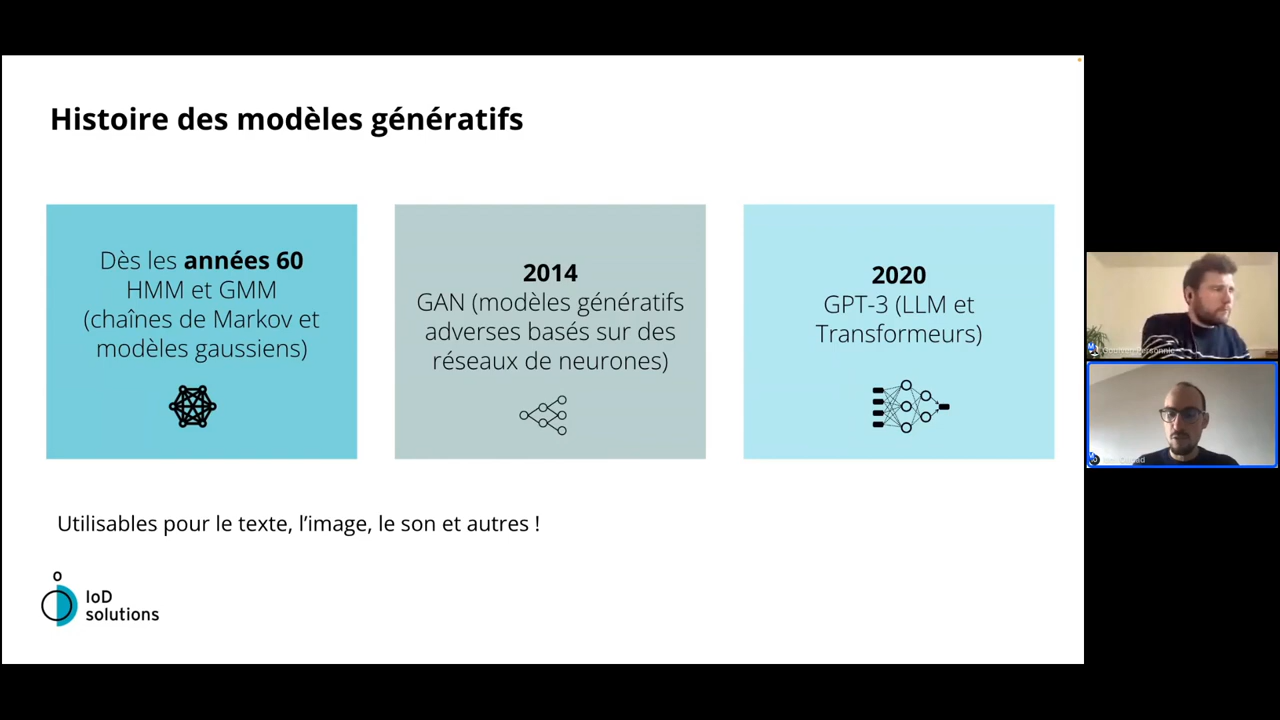 Histoire des modèles génératifs
Dès les années 60
HMM et GMM
(chaînes de Markov et
modèles gaussiens)
2014
GAN (modèles génératifs
adverses basés sur des
réseaux de neurones)
2020
GPT-3 (LLM et
Transformeurs)
Utilisables pour le texte, l'image, le son et autres !
IoD
solutions